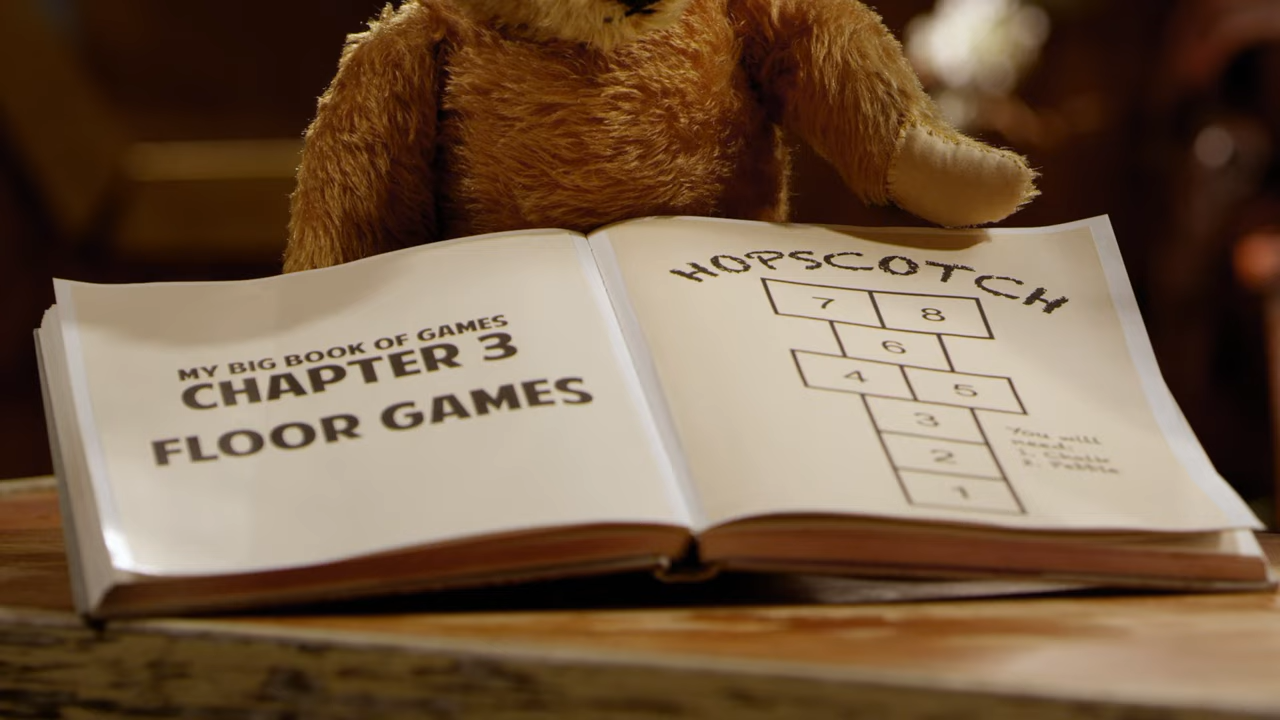 MY BIG BOOK OF GAMES
CHAPTER 3
FLOOR GAMES
HOPSCOTCH
7 8
6
4 5
3
2
1
You will
need:
1. Chalk
2. Pebble